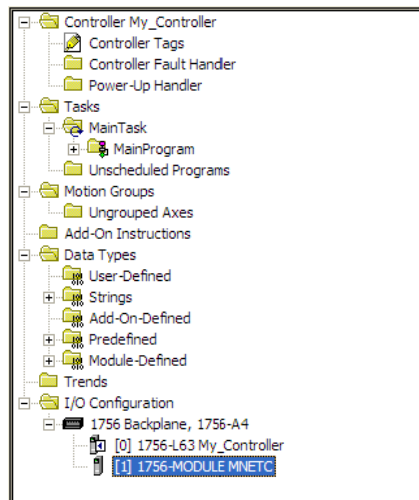 Controller My_Controller
Controller Tags
Controller Fault Handler
Power-Up Handler
Tasks
MainTask
MainProgram
Unscheduled Programs
Motion Groups
Ungrouped Axes
Add-On Instructions
Data Types
User-Defined
Strings
Add-On-Defined
Predefined
Module-Defined
Trends
I/O Configuration
1756 Backplane, 1756-A4
[0] 1756-L63 My_Controller
[1] 1756-MODULE MNETC